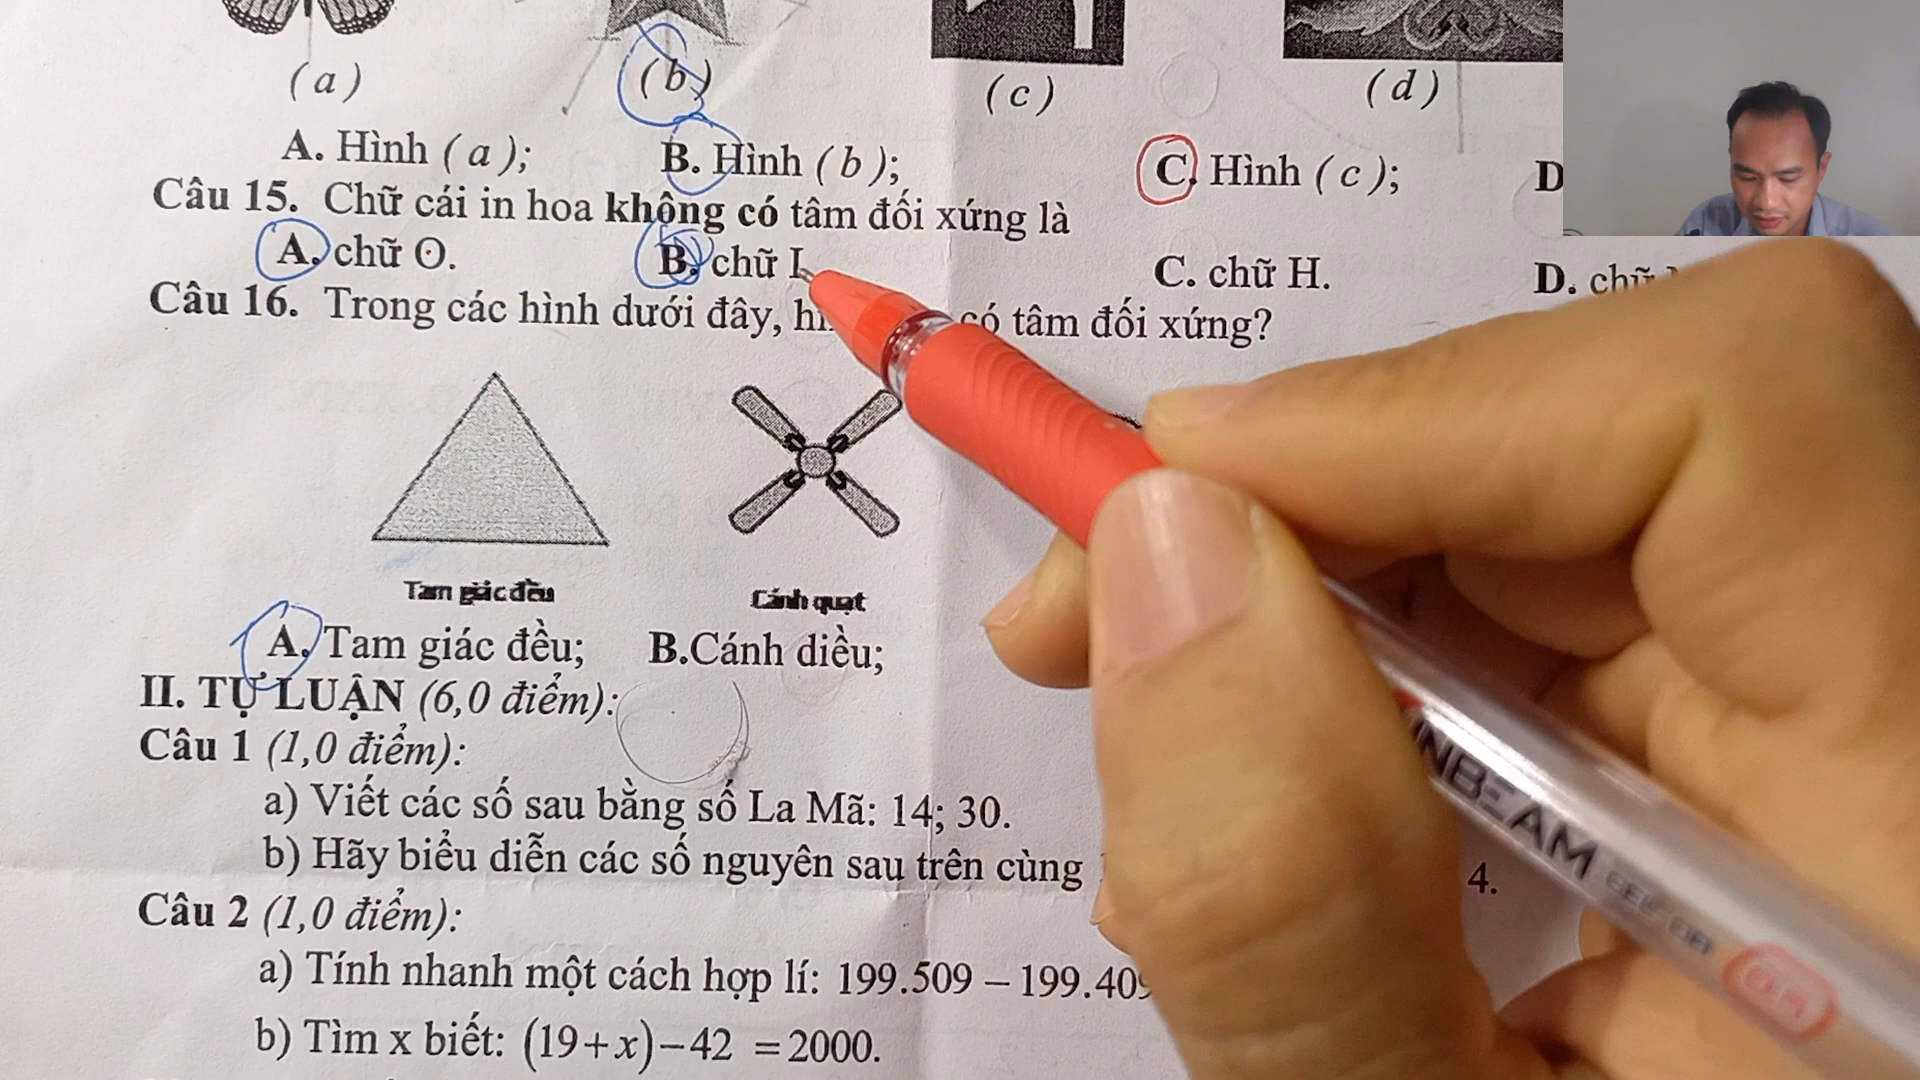 (a) (b) (c) (d)
A. Hình (a); B. Hình (b); C. Hình (c); D
Câu 15. Chữ cái in hoa không có tâm đối xứng là
A. chữ O. B. chữ I C. chữ H. D. chữ
Câu 16. Trong các hình dưới đây, có tâm đối xứng?
Tam giác đều Cánh quạt
A. Tam giác đều; B.Cánh diều;
II. TỰ LUẬN (6,0 điểm):
Câu 1 (1,0 điểm):
a) Viết các số sau bằng số La Mã: 14; 30.
b) Hãy biểu diễn các số nguyên sau trên cùng 4.
Câu 2 (1,0 điểm):
a) Tính nhanh một cách hợp lí: 199.509 – 199.409
b) Tìm x biết: (19+x)−42 = 2000.
NBEAM